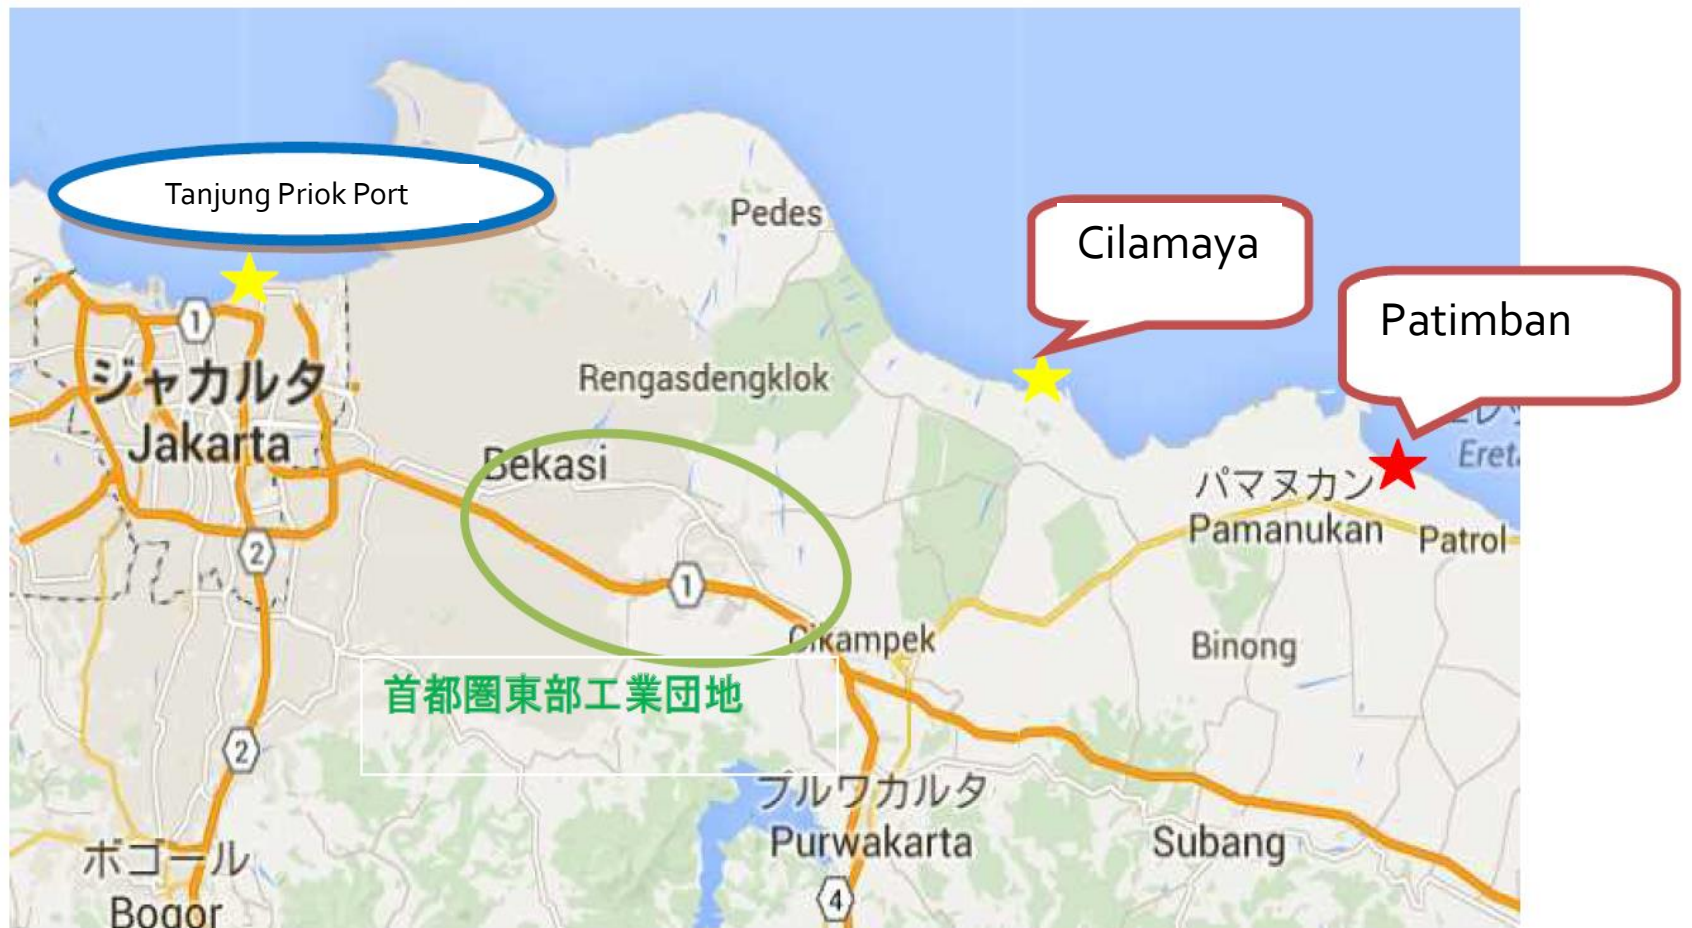 Tanjung Priok Port
Pedes
Cilamaya
Patimban
1
ジャカルタ
Jakarta
Rengasdengklok
Bekasi
パマヌカン
Pamanukan
Patrol
2
1
Cikampek
Binong
首都圏東部工業団地
2
プルワカルタ
Purwakarta
Subang
ボゴール
Bogor
4